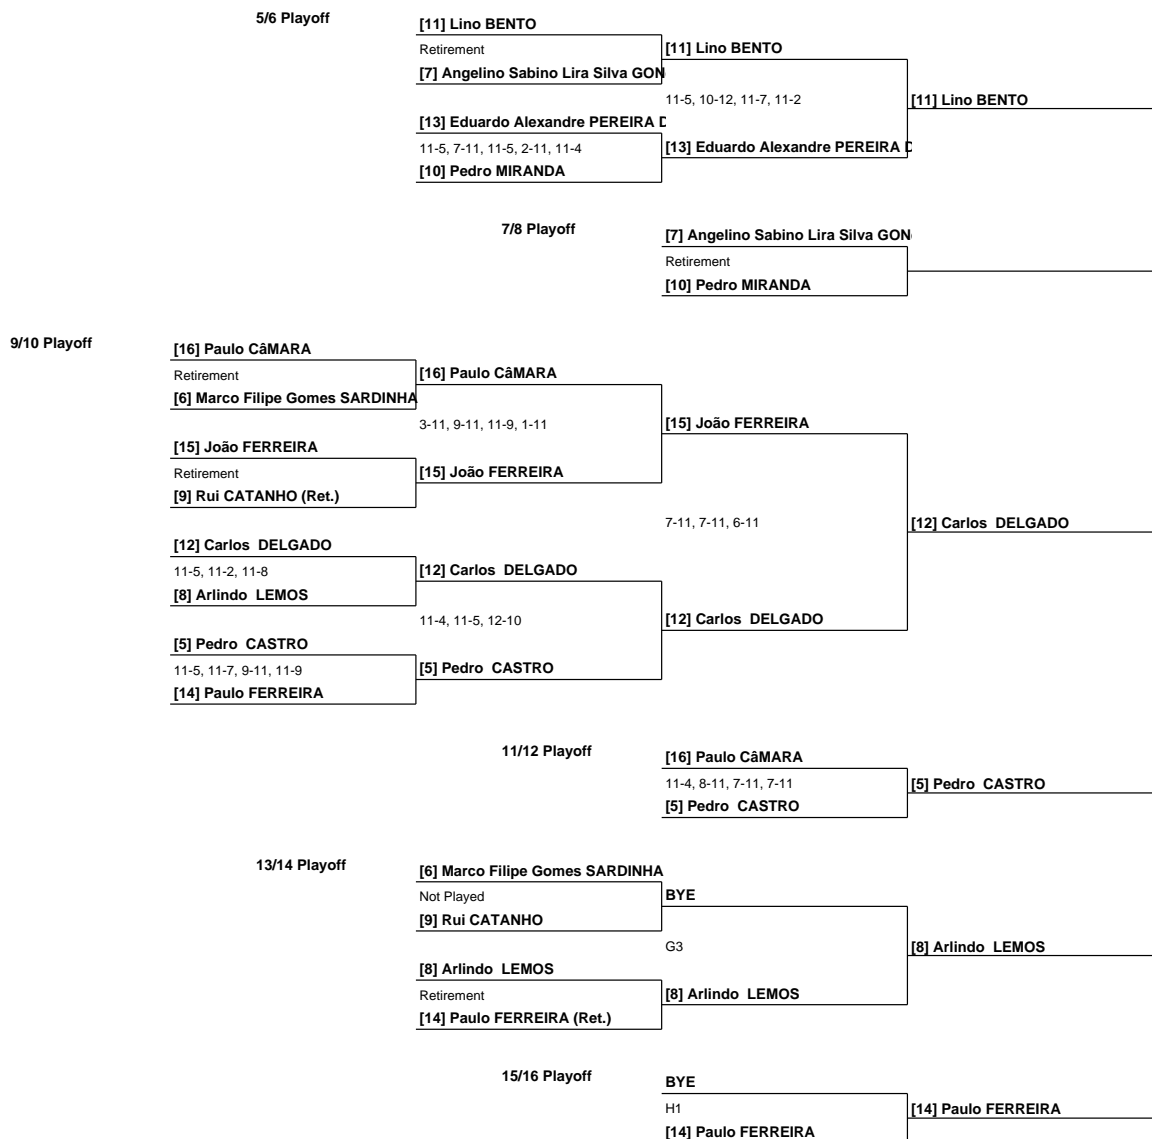 5/6 Playoff
[11] Lino BENTO
Retirement
[7] Angelino Sabino Lira Silva GON
[11] Lino BENTO
11-5, 10-12, 11-7, 11-2
[11] Lino BENTO
[13] Eduardo Alexandre PEREIRA D
11-5, 7-11, 11-5, 2-11, 11-4
[10] Pedro MIRANDA
[13] Eduardo Alexandre PEREIRA D
7/8 Playoff
[7] Angelino Sabino Lira Silva GON
Retirement
[10] Pedro MIRANDA
9/10 Playoff
[16] Paulo CâMARA
Retirement
[6] Marco Filipe Gomes SARDINHA
[16] Paulo CâMARA
3-11, 9-11, 11-9, 1-11
[15] João FERREIRA
[15] João FERREIRA
Retirement
[9] Rui CATANHO (Ret.)
[15] João FERREIRA
7-11, 7-11, 6-11
[12] Carlos DELGADO
[12] Carlos DELGADO
11-5, 11-2, 11-8
[8] Arlindo LEMOS
[12] Carlos DELGADO
11-4, 11-5, 12-10
[12] Carlos DELGADO
[5] Pedro CASTRO
11-5, 11-7, 9-11, 11-9
[14] Paulo FERREIRA
[5] Pedro CASTRO
11/12 Playoff
[16] Paulo CâMARA
11-4, 8-11, 7-11, 7-11
[5] Pedro CASTRO
[5] Pedro CASTRO
13/14 Playoff
[6] Marco Filipe Gomes SARDINHA
Not Played
[9] Rui CATANHO
BYE
G3
[8] Arlindo LEMOS
[8] Arlindo LEMOS
Retirement
[14] Paulo FERREIRA (Ret.)
[8] Arlindo LEMOS
15/16 Playoff
BYE
H1
[14] Paulo FERREIRA
[14] Paulo FERREIRA